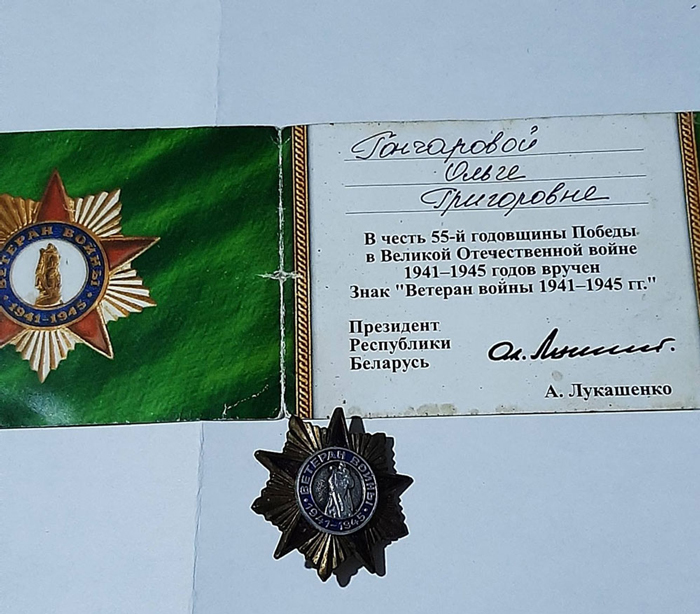 ВЕТЕРАН ВОЙНЫ
1941-1945
Гончаровой
Ольге
Григоровне
В честь 55-й годовщины Победы
в Великой Отечественной войне
1941–1945 годов вручен
Знак "Ветеран войны 1941–1945 гг."
Президент
Республики
Беларусь
А. Лукашенко
ВЕТЕРАН ВОЙНЫ
1941-1945